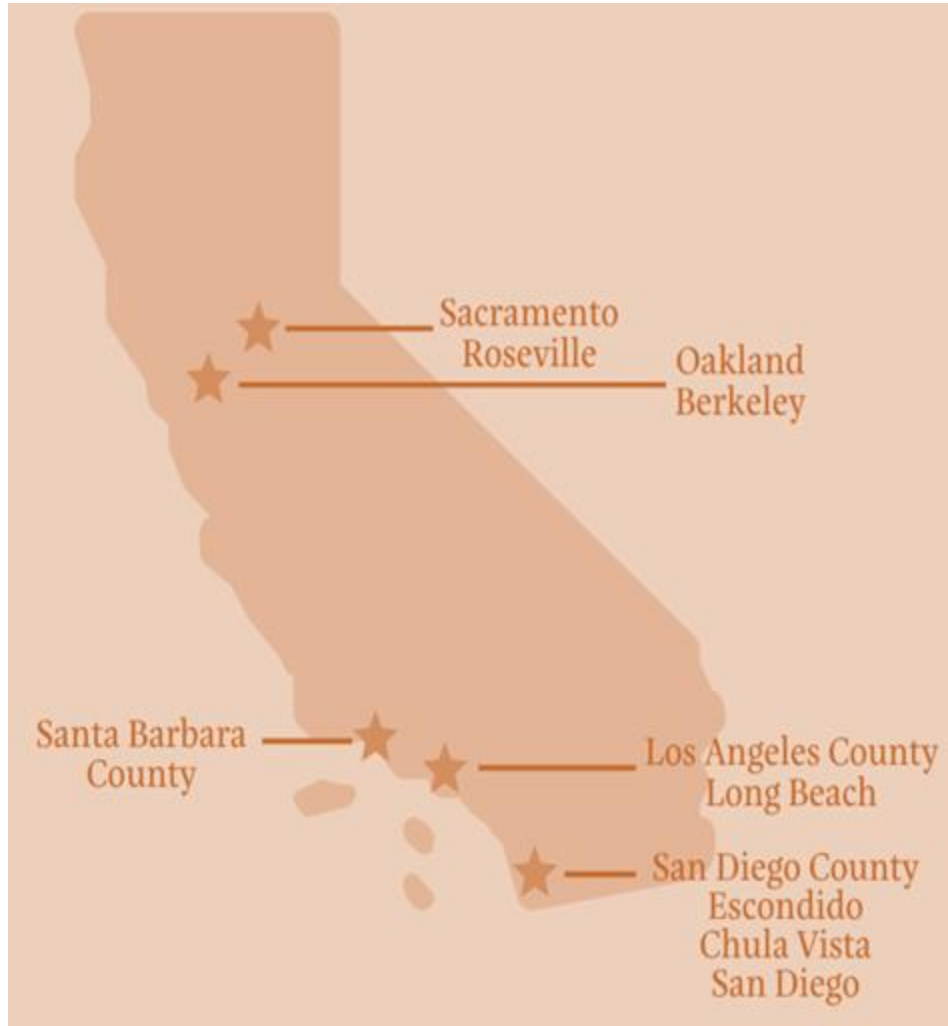 Sacramento
Roseville
Oakland
Berkeley
Santa Barbara
County
Los Angeles County
Long Beach
San Diego County
Escondido
Chula Vista
San Diego